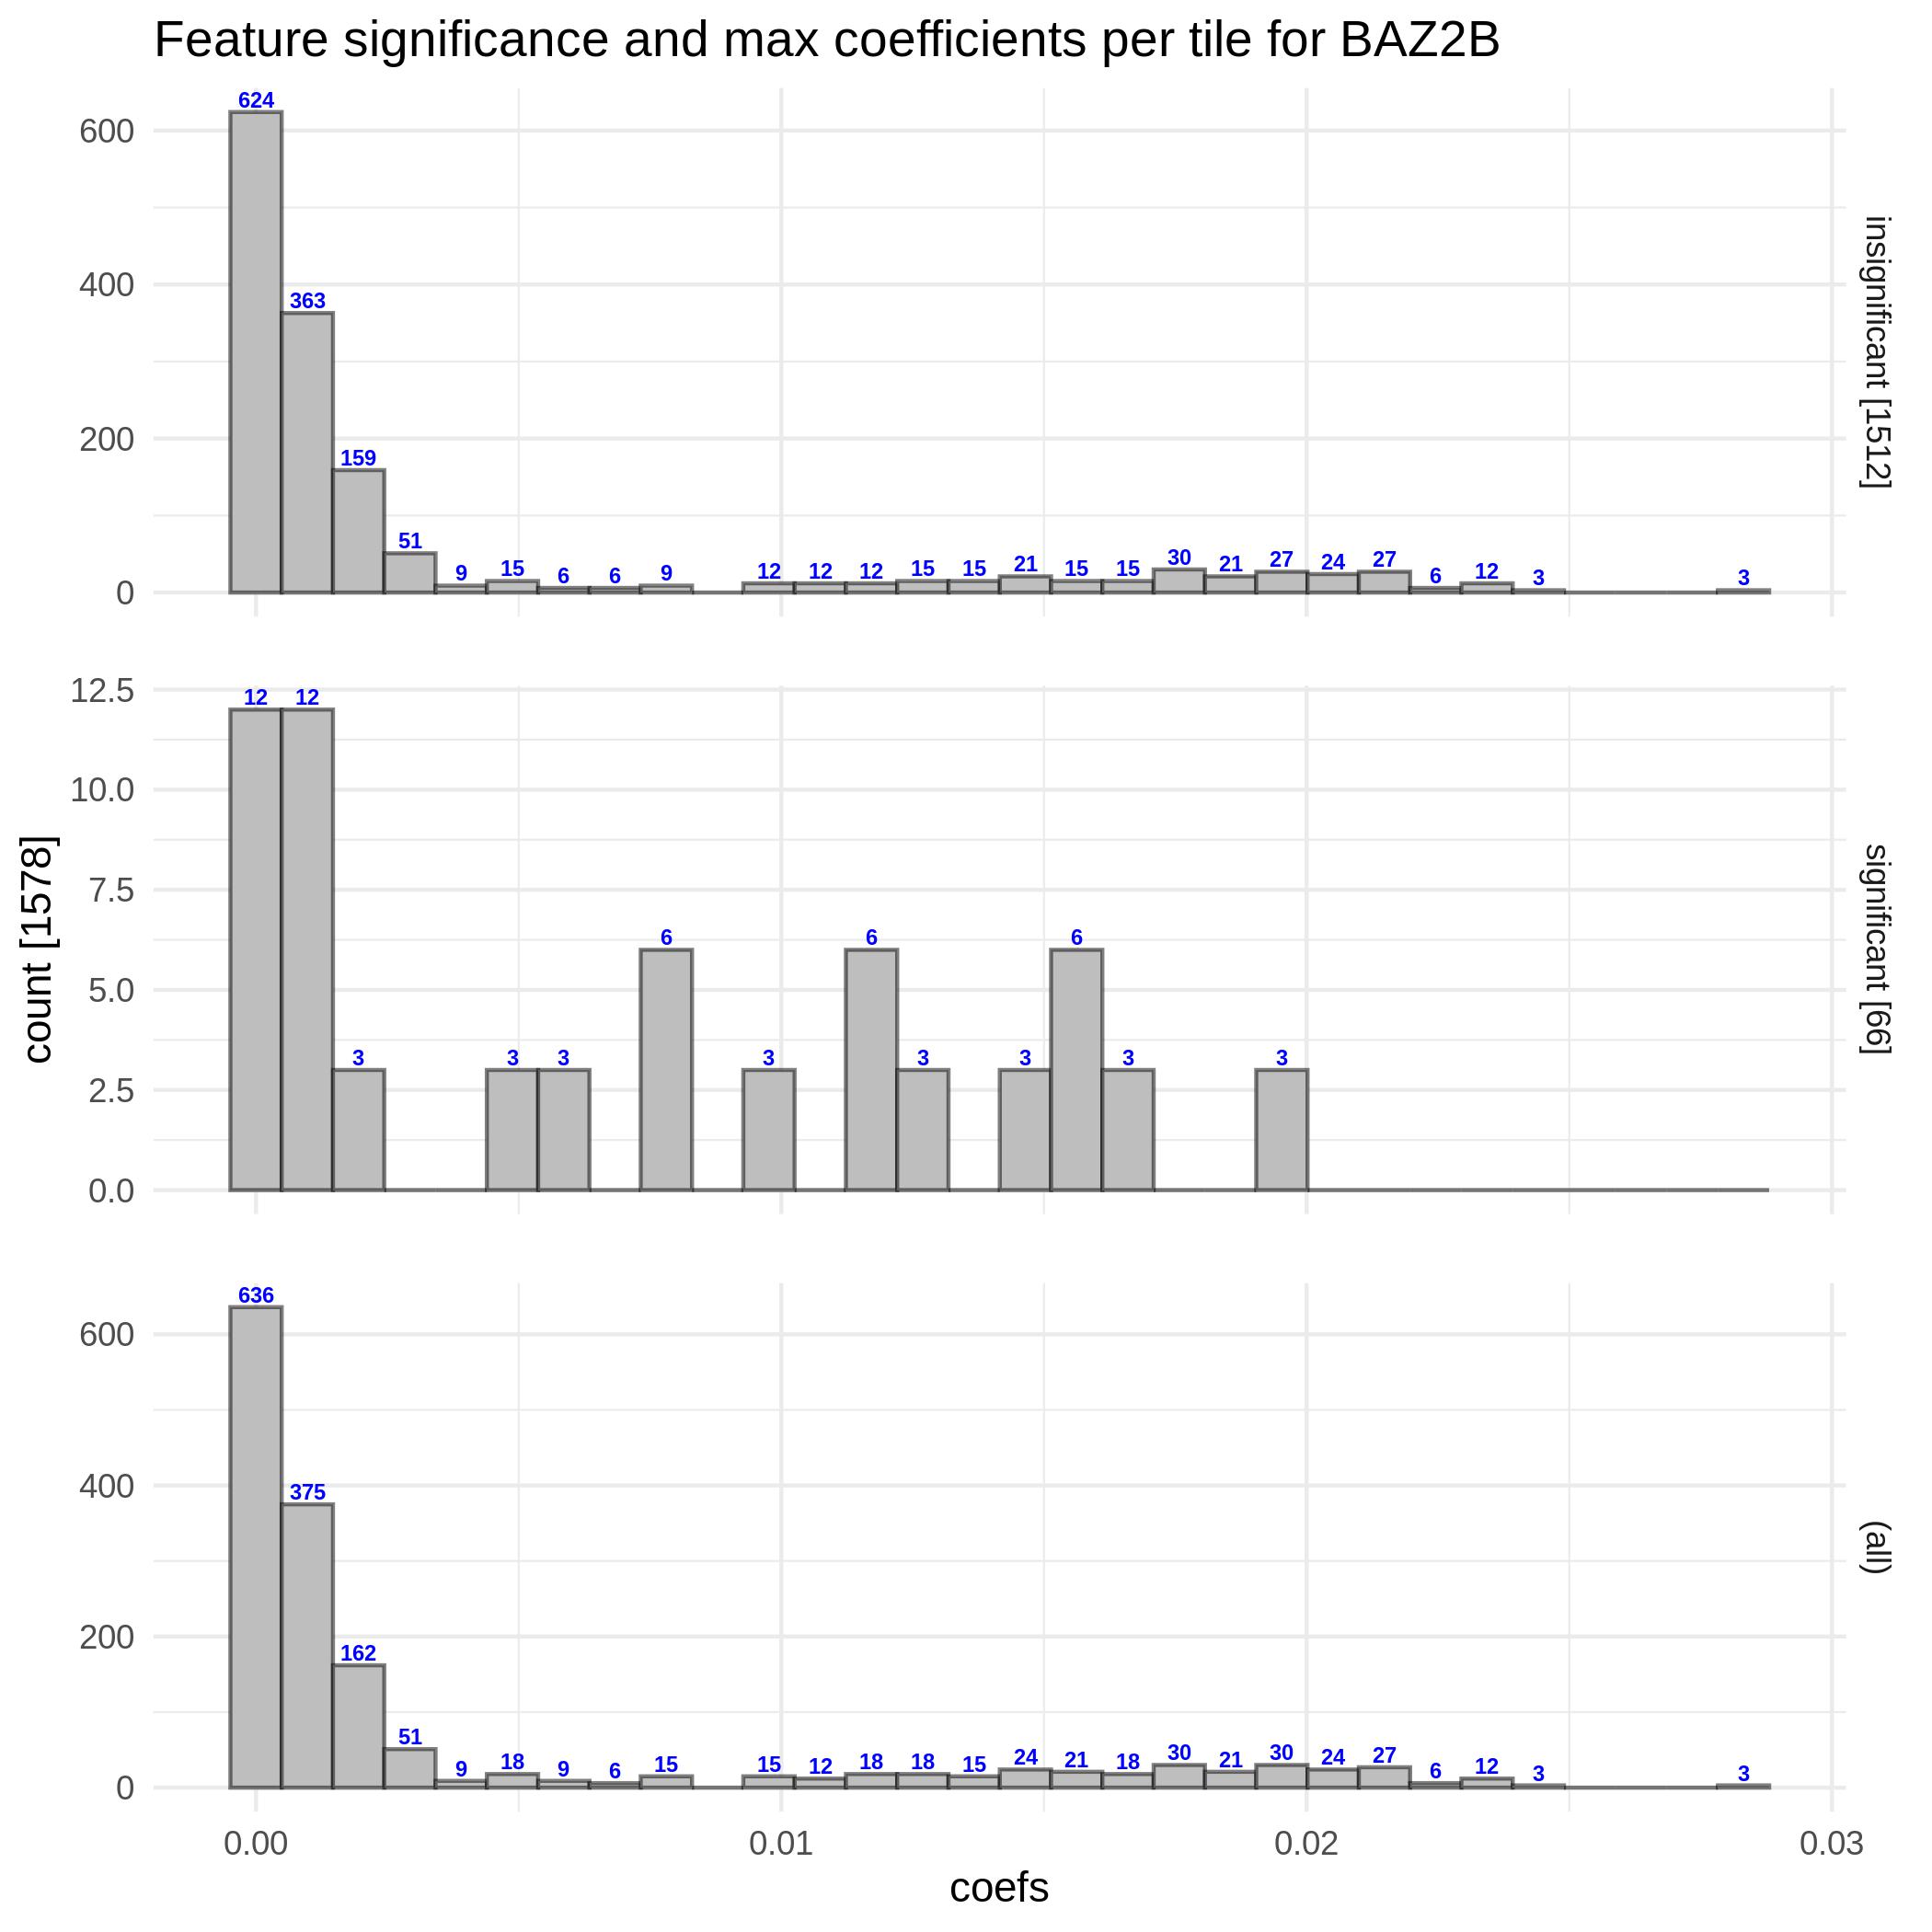 Feature significance and max coefficients per tile for BAZ2B
624
600
363
400
insignificant [1512]
159
200
51
9 15 6 6 9 12 12 12 15 15 21 15 15 30 21 27 24 27 6 12 3 3
0
12.5
12 12
10.0
7.5
6 6 6
significant [66]
5.0
3 3 3 3 3 3 3 3
2.5
0.0
count [1578]
636
600
375
400
(all)
162
200
51
9 18 9 6 15 15 12 18 18 15 24 21 18 30 21 30 24 27 6 12 3 3
0
0.00 0.01 0.02 0.03
coefs